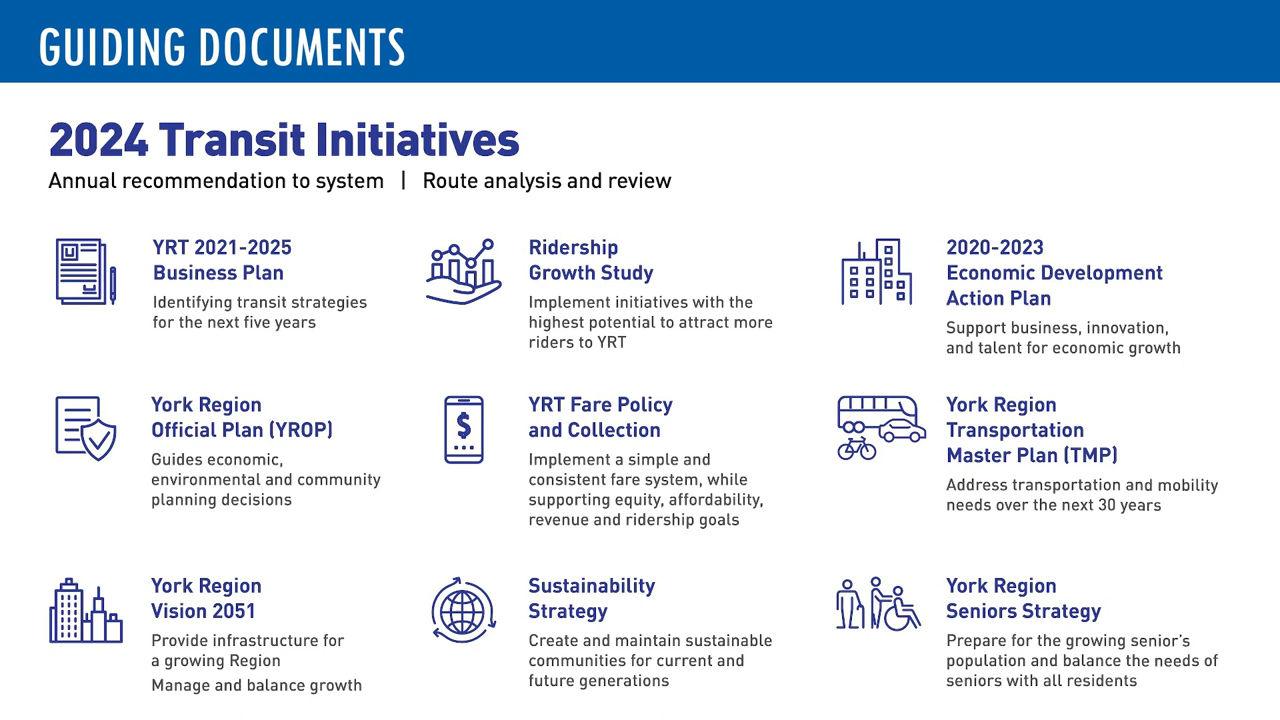 GUIDING DOCUMENTS
2024 Transit Initiatives
Annual recommendation to system | Route analysis and review
YRT 2021-2025
Business Plan
Identifying transit strategies
for the next five years
Ridership
Growth Study
Implement initiatives with the
highest potential to attract more
riders to YRT
2020-2023
Economic Development
Action Plan
Support business, innovation,
and talent for economic growth
York Region
Official Plan (YROP)
Guides economic,
environmental and community
planning decisions
$
YRT Fare Policy
and Collection
Implement a simple and
consistent fare system, while
supporting equity, affordability,
revenue and ridership goals
York Region
Transportation
Master Plan (TMP)
Address transportation and mobility
needs over the next 30 years
York Region
Vision 2051
Provide infrastructure for
a growing Region
Manage and balance growth
Sustainability
Strategy
Create and maintain sustainable
communities for current and
future generations
York Region
Seniors Strategy
Prepare for the growing senior's
population and balance the needs of
seniors with all residents